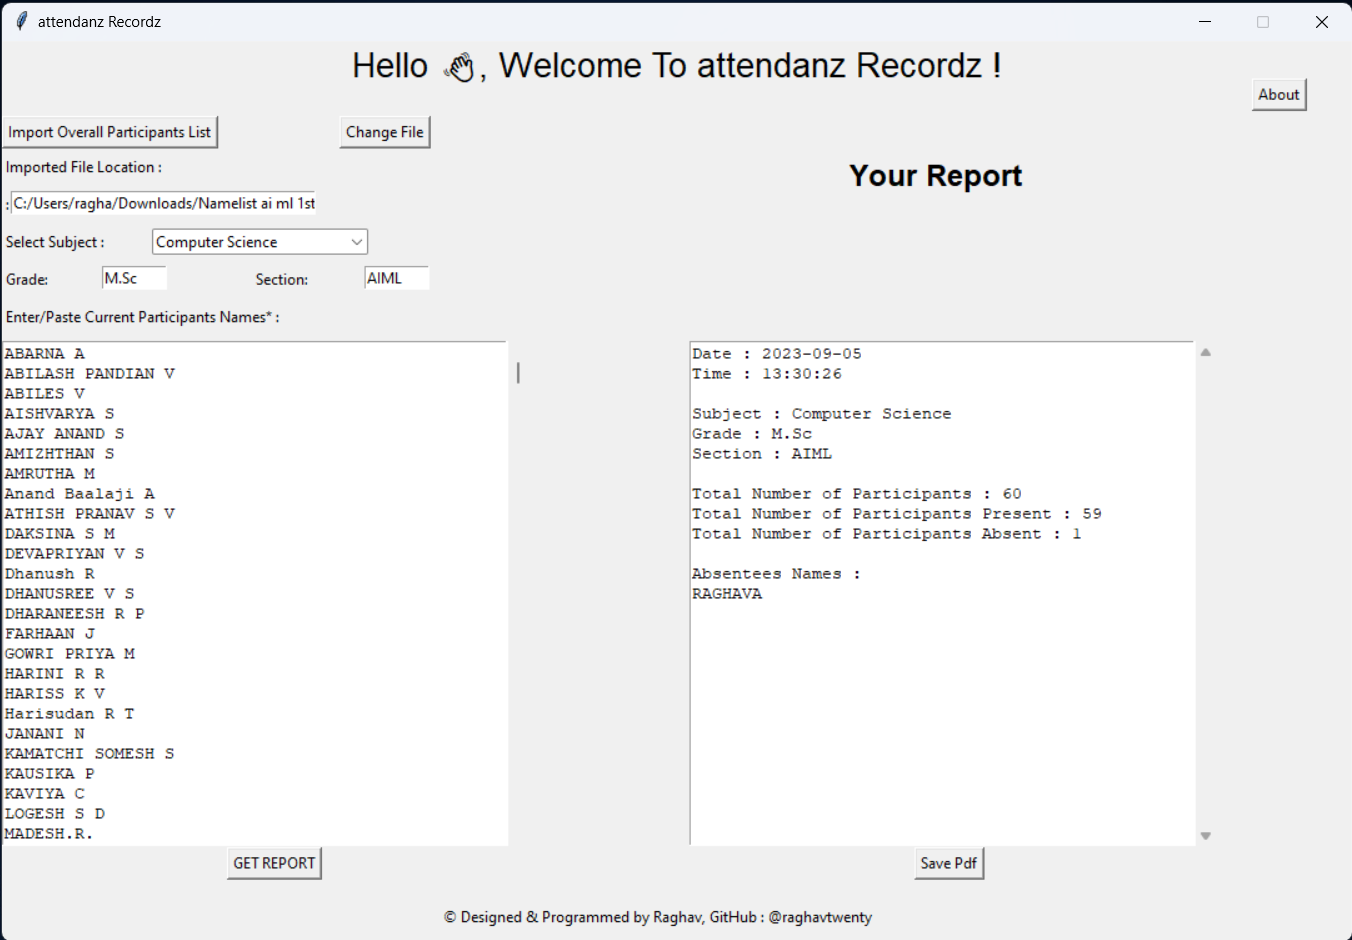 attendanz Recordz
Hello 👋, Welcome To attendanz Recordz !
About
Import Overall Participants List
Change File
Imported File Location :
: C:/Users/ragha/Downloads/Namelist ai ml 1st
Select Subject :
Computer Science
Grade:
M.Sc
Section:
AIML
Enter/Paste Current Participants Names* :
ABARNA A
ABILASH PANDIAN V
ABILES V
AISHVARYA S
AJAY ANAND S
AMIZHTHAN S
AMRUTHA M
Anand Baalaji A
ATHISH PRANAV S V
DAKSINA S M
DEVAPRIYAN V S
Dhanush R
DHANUSREE V S
DHARANEESH R P
FARHAAN J
GOWRI PRIYA M
HARINI R R
HARISS K V
Harisudan R T
JANANI N
KAMATCHI SOMESH S
KAUSIKA P
KAVIYA C
LOGESH S D
MADESH.R.
GET REPORT
Your Report
Date : 2023-09-05
Time : 13:30:26
Subject : Computer Science
Grade : M.Sc
Section : AIML
Total Number of Participants : 60
Total Number of Participants Present : 59
Total Number of Participants Absent : 1
Absentees Names :
RAGHAVA
Save Pdf
© Designed & Programmed by Raghav, GitHub : @raghavtwenty